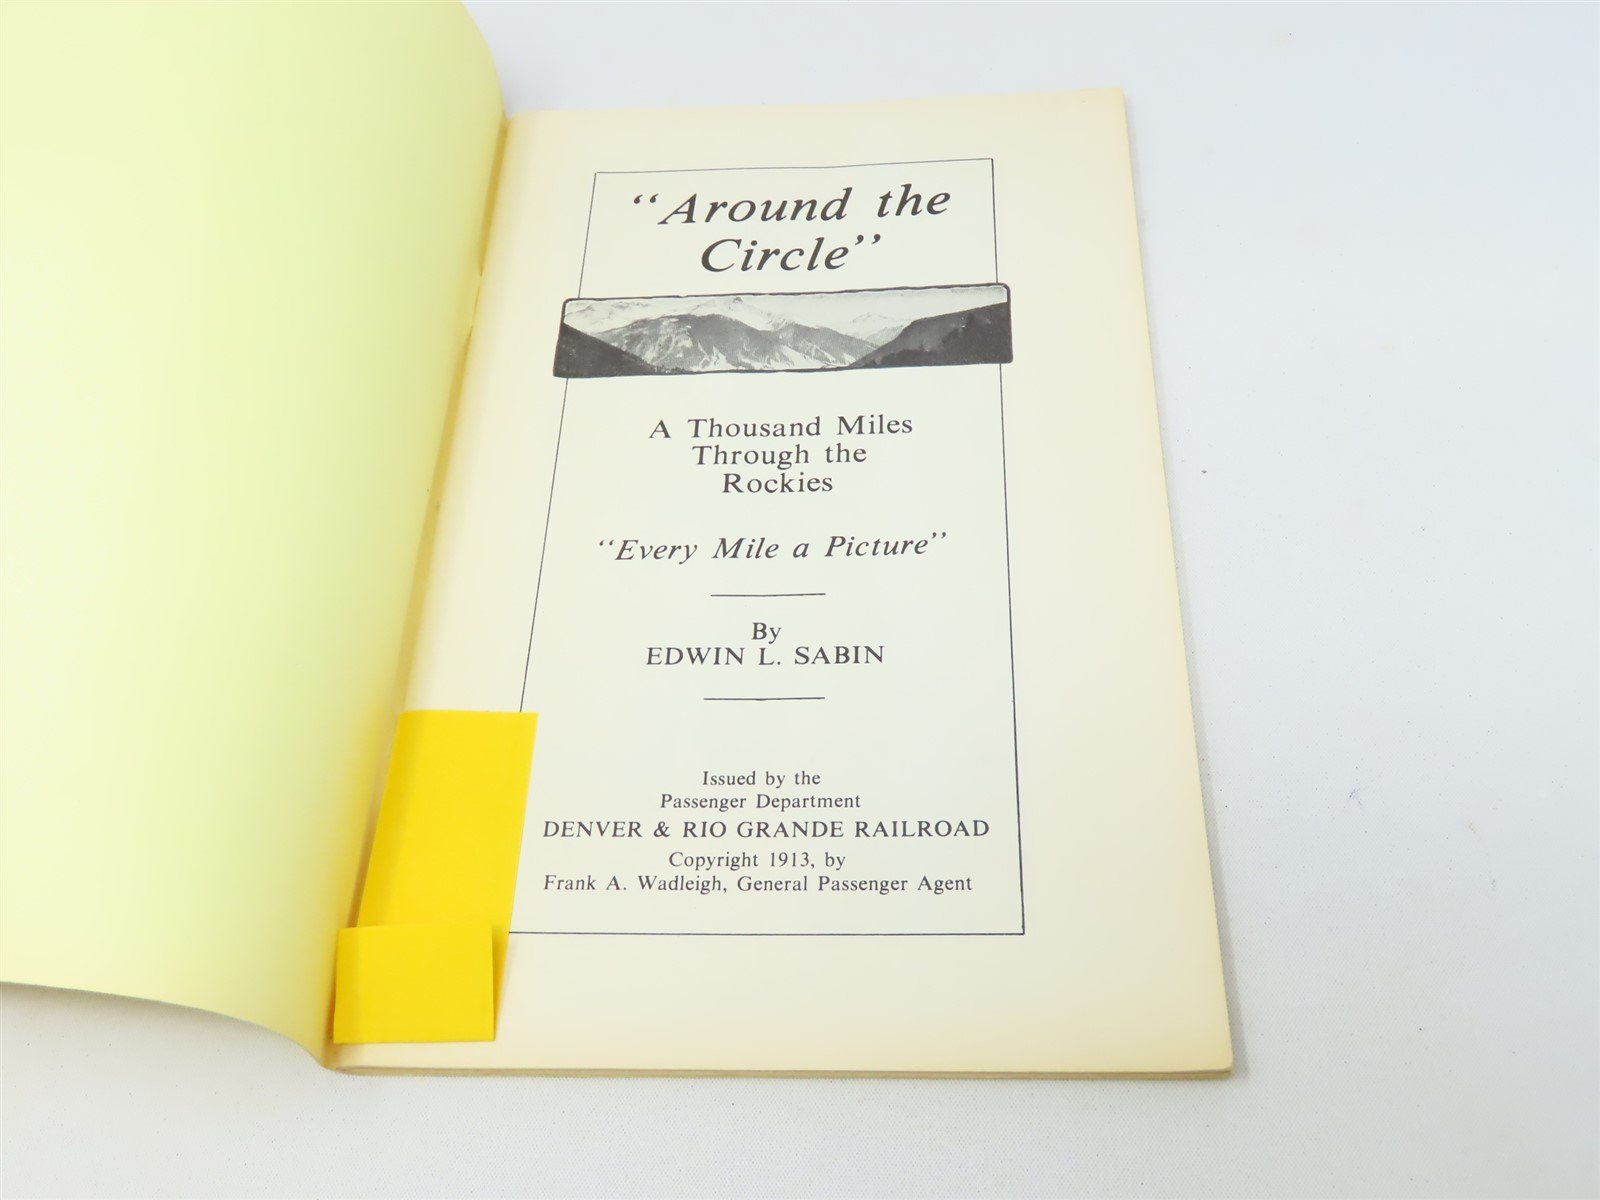 "Around the
Circle"
A Thousand Miles
Through the
Rockies
"Every Mile a Picture"
By
EDWIN L. SABIN
Issued by the
Passenger Department
DENVER & RIO GRANDE RAILROAD
Copyright 1913, by
Frank A. Wadleigh, General Passenger Agent